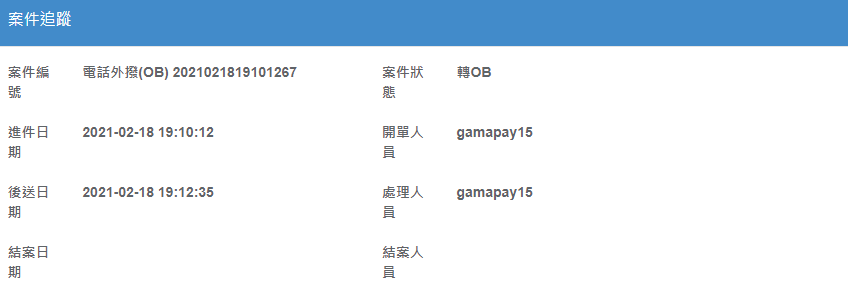 案件追蹤
案件編
號
電話外撥(OB) 2021021819101267
案件狀
態
轉OB
進件日
期
2021-02-18 19:10:12
開單人
員
gamapay15
後送日
期
2021-02-18 19:12:35
處理人
員
gamapay15
結案日
期
結案人
員